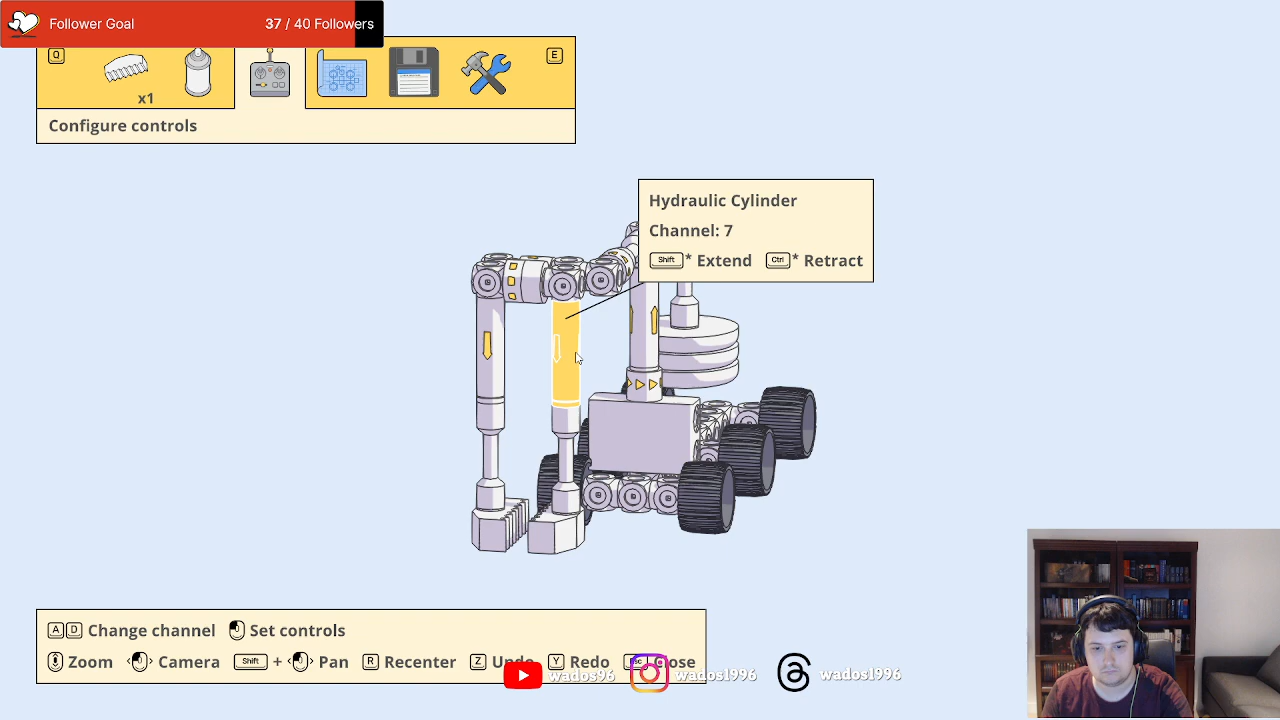 Follower Goal 37 / 40 Followers
Q E
x1
Configure controls
Hydraulic Cylinder
Channel: 7
Shift * Extend Ctrl * Retract
A D Change channel Set controls
Zoom Camera Shift + Pan R Recenter Z Undo Y Redo
wados96 wados1996 wados1996